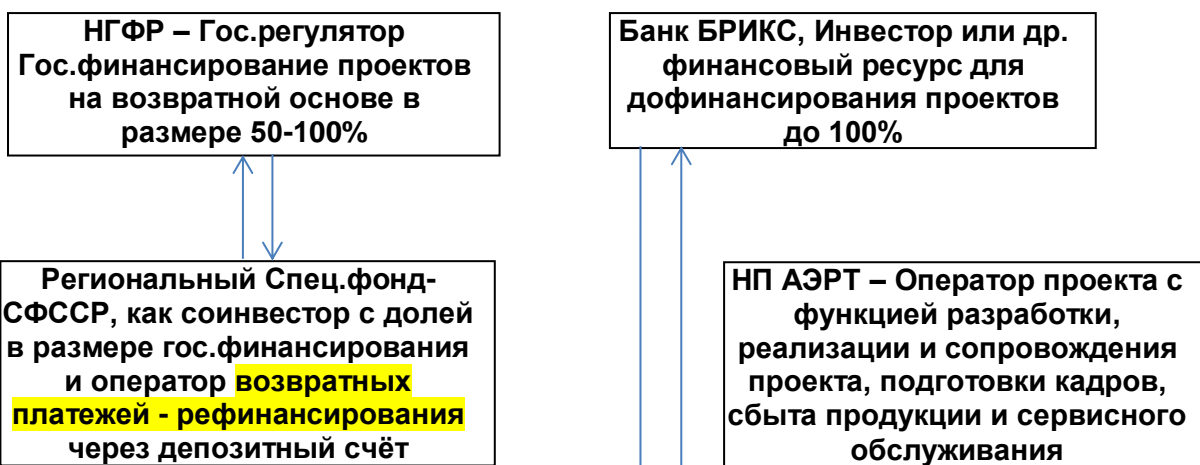 НГФР – Гос.регулятор
Гос.финансирование проектов
на возвратной основе в
размере 50-100%
Банк БРИКС, Инвестор или др.
финансовый ресурс для
дофинансирования проектов
до 100%
Региональный Спец.фонд-
СФССР, как соинвестор с долей
в размере гос.финансирования
и оператор возвратных
платежей - рефинансирования
через депозитный счёт
НП АЭРТ – Оператор проекта с
функцией разработки,
реализации и сопровождения
проекта, подготовки кадров,
сбыта продукции и сервисного
обслуживания